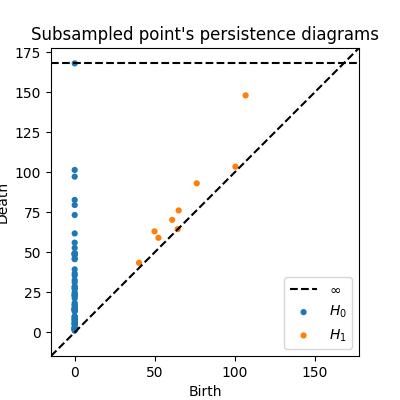 Subsampled point's persistence diagrams
175
150
125
100
75
50
25
0
Death
0 50 100 150
Birth
∞
H₀
H₁